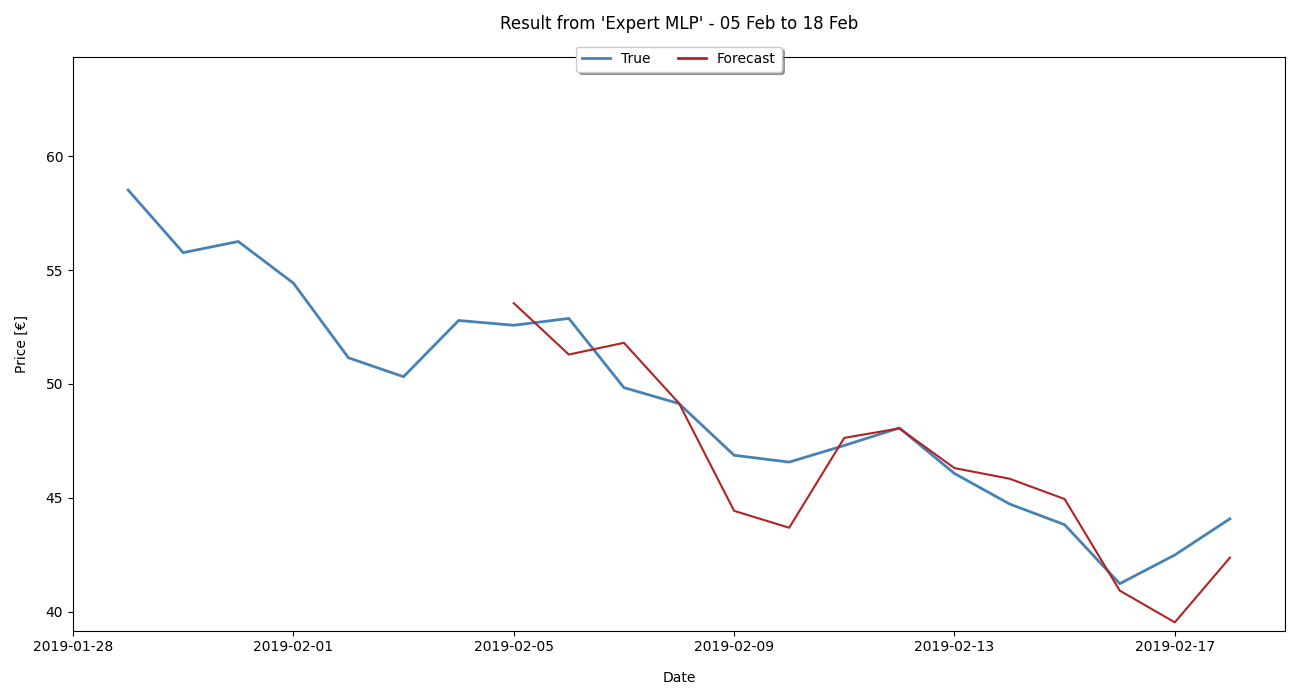 Result from 'Expert MLP' - 05 Feb to 18 Feb
True Forecast
60
55
50
45
40
Price [€]
2019-01-28 2019-02-01 2019-02-05 2019-02-09 2019-02-13 2019-02-17
Date